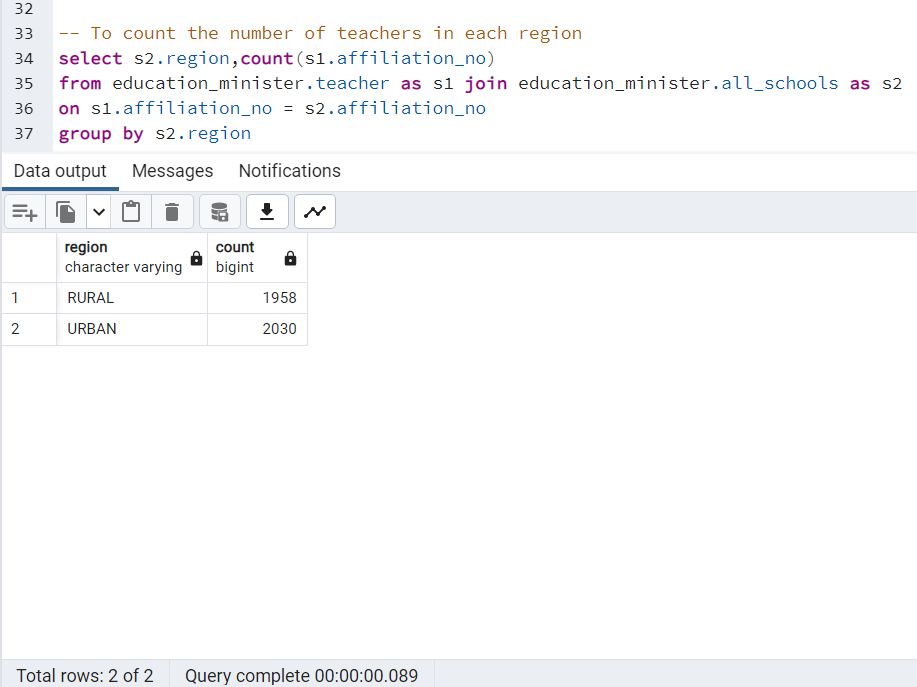 32
33 -- To count the number of teachers in each region
34 select s2.region,count(s1.affiliation_no)
35 from education_minister.teacher as s1 join education_minister.all_schools as s2
36 on s1.affiliation_no = s2.affiliation_no
37 group by s2.region
Data output Messages Notifications
region count
character varying bigint
1 RURAL 1958
2 URBAN 2030
Total rows: 2 of 2 Query complete 00:00:00.089